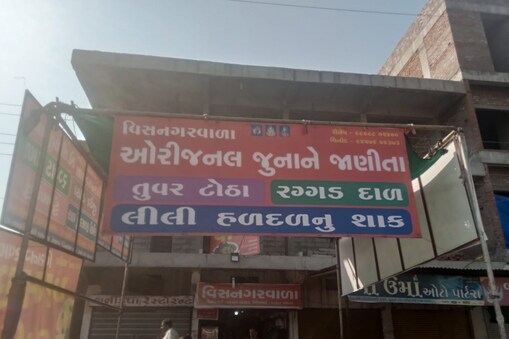 વિસનગરવાળા
ઓરીજનલ જુનાને જાણીતા
તુવર ટોઠા
રગ્ગડ દાળ
લીલી હળદળનુ શાક
વિસનગરવાળા
ઉમાં ઓટો પાર્ટસ